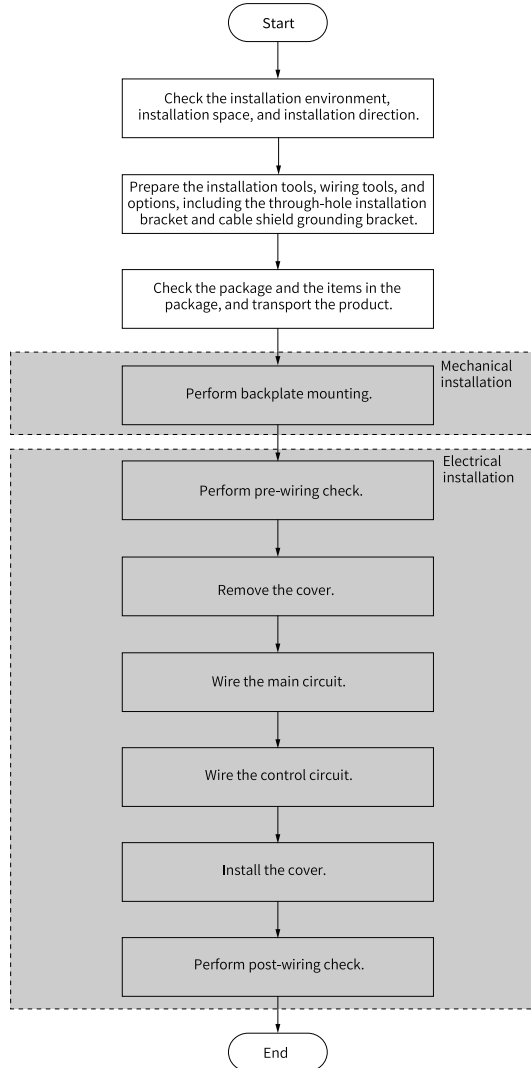 Start
Check the installation environment,
installation space, and installation direction.
Prepare the installation tools, wiring tools, and
options, including the through-hole installation
bracket and cable shield grounding bracket.
Check the package and the items in the
package, and transport the product.
Mechanical
installation
Perform backplate mounting.
Electrical
installation
Perform pre-wiring check.
Remove the cover.
Wire the main circuit.
Wire the control circuit.
Install the cover.
Perform post-wiring check.
End